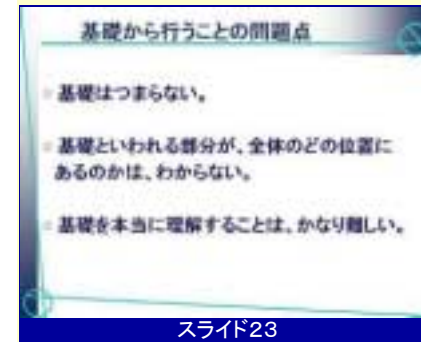 基礎から行うことの問題点
基礎はつまらない。
基礎といわれる部分が、全体のどの位置に
あるのかは、わからない。
基礎を本当に理解することは、かなり難しい。
スライド23